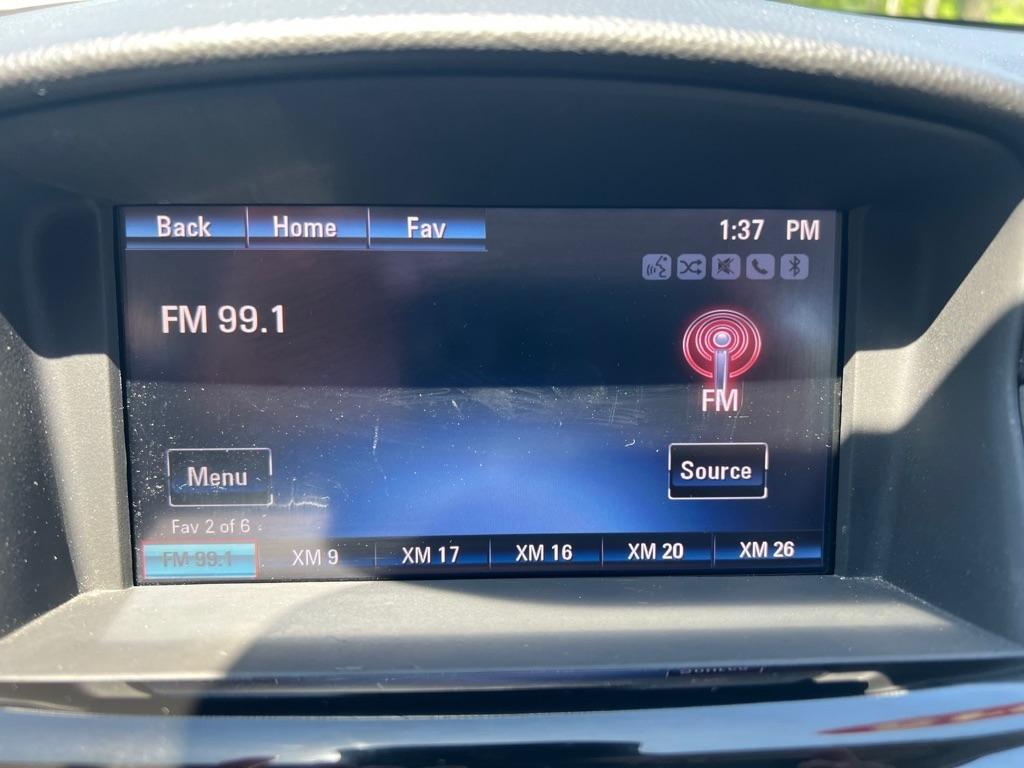 Back Home Fav 1:37 PM
FM 99.1
FM
Menu Source
Fav 2 of 6
FM 99.1 XM 9 XM 17 XM 16 XM 20 XM 26
Source